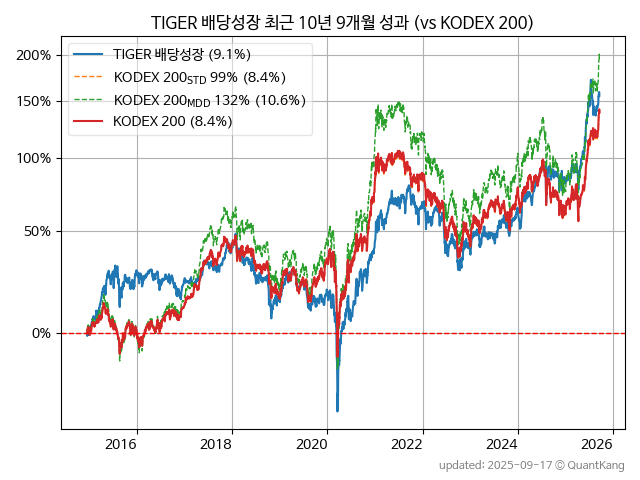 TIGER 배당성장 최근 10년 9개월 성과 (vs KODEX 200)
TIGER 배당성장 (9.1%)
KODEX 200STD 99% (8.4%)
KODEX 200MDD 132% (10.6%)
KODEX 200 (8.4%)
200%
150%
100%
50%
0%
2016 2018 2020 2022 2024 2026
updated: 2025-09-17 © QuantKang